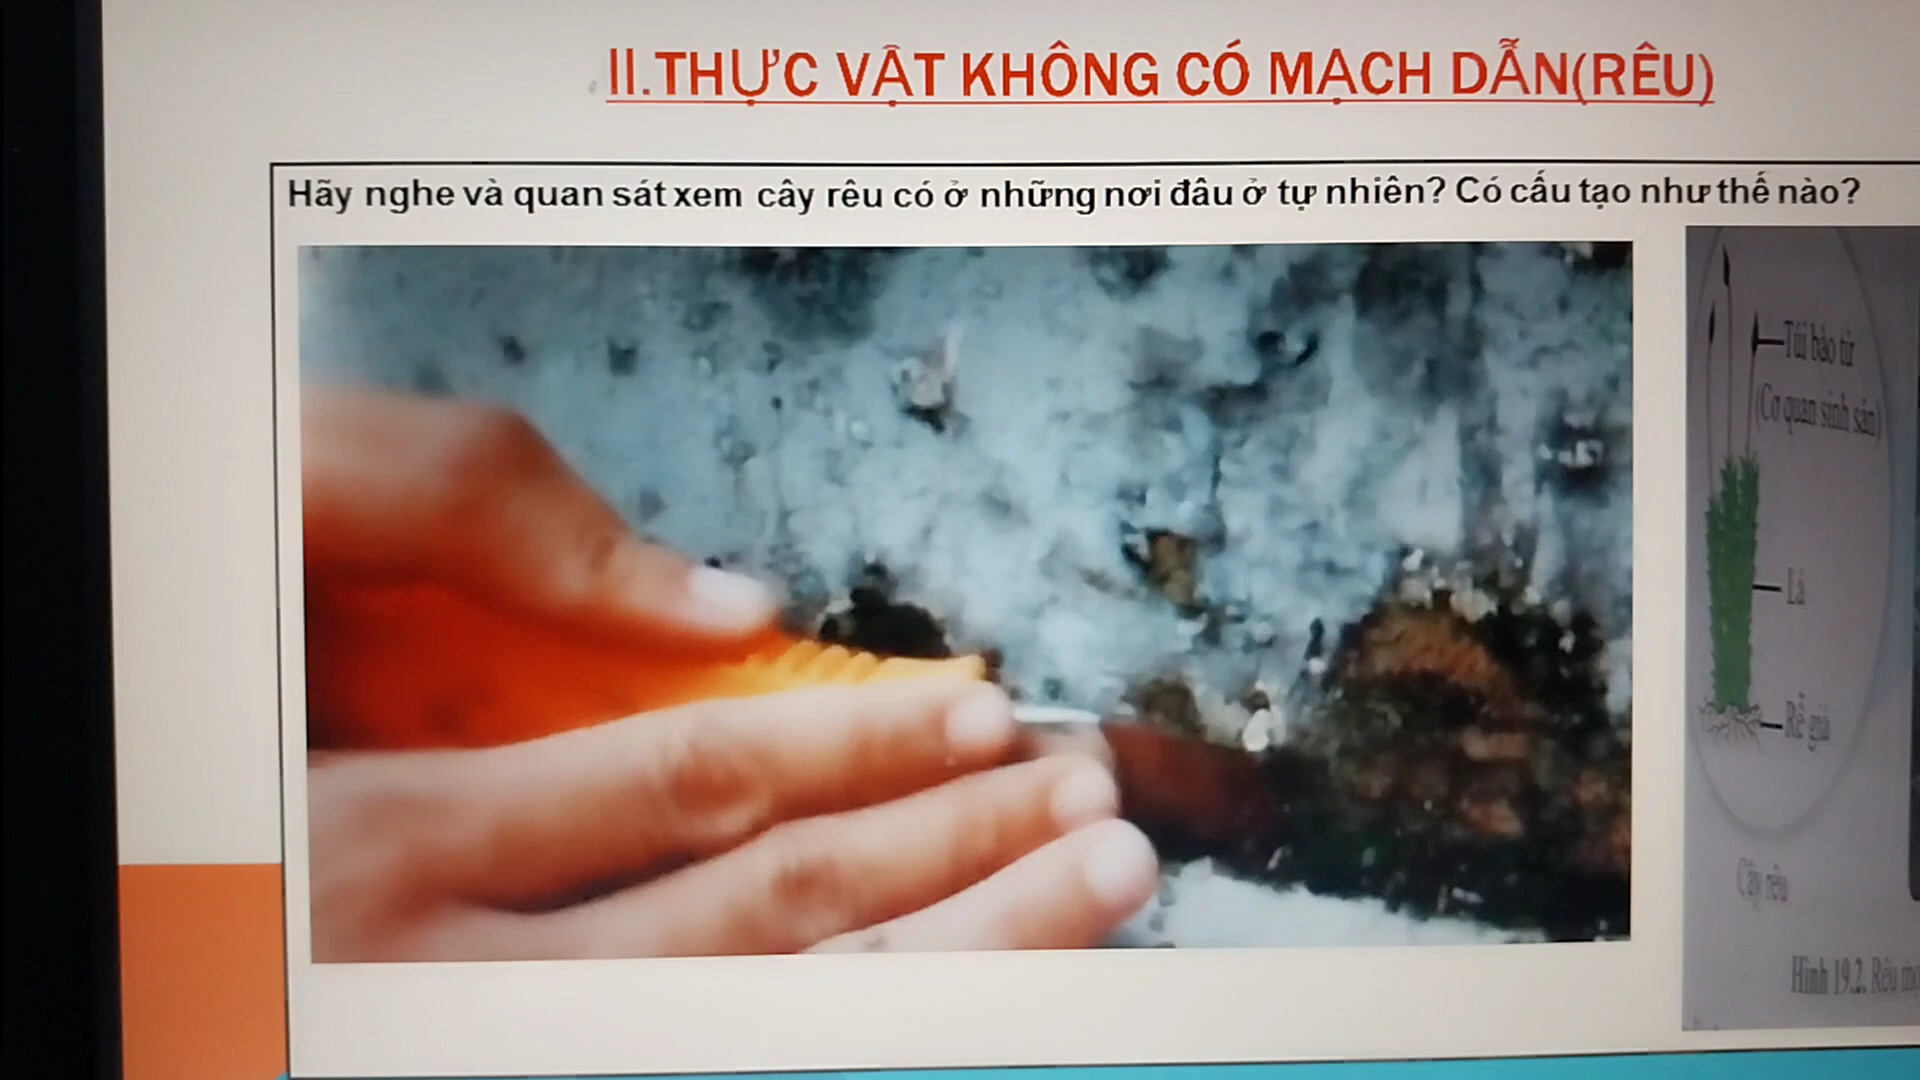 II.THỰC VẬT KHÔNG CÓ MẠCH DẪN(RÊU)
Hãy nghe và quan sát xem cây rêu có ở những nơi đâu ở tự nhiên? Có cấu tạo như thế nào?
Túi bào tử
(Cơ quan sinh sản)
Lá
Rễ giả
Cây rêu
Hình 19.2. Rêu